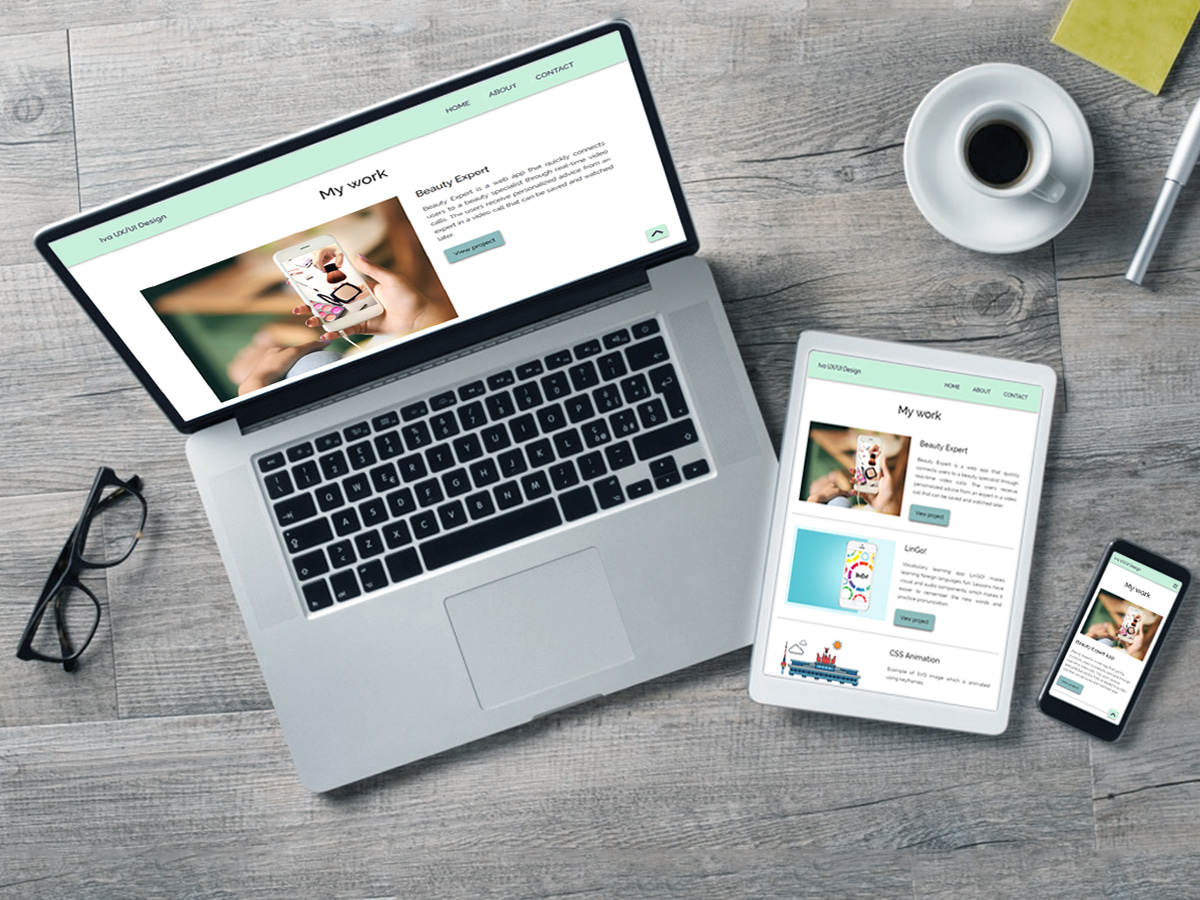 HOME ABOUT CONTACT
Iva UX/UI Design
My work
Beauty Expert
Beauty Expert is a web app that quickly connects
users to a beauty specialist through real-time video
calls. The users receive personalized advice from an
expert in a video call that can be saved and watched
later.
View project
Iva UX/UI Design
HOME ABOUT CONTACT
My work
Beauty Expert
Beauty Expert is a web app that quickly
connects users to a beauty specialist through
real-time video calls. The users receive
personalized advice from an expert in a video
call that can be saved and watched later.
View project
LinGo!
Vocabulary learning app LinGO! makes
learning foreign languages fun. Lessons have
visual and audio components which makes it
easier to remember the new words and
practice pronunciation.
View project
CSS Animation
Example of SVG image which is animated
using keyframes.
Iva UX/UI Design
My work
Beauty Expert App
View project
Q W E R T Y U I O P
A S D F G H J K L
Z X C V B N M